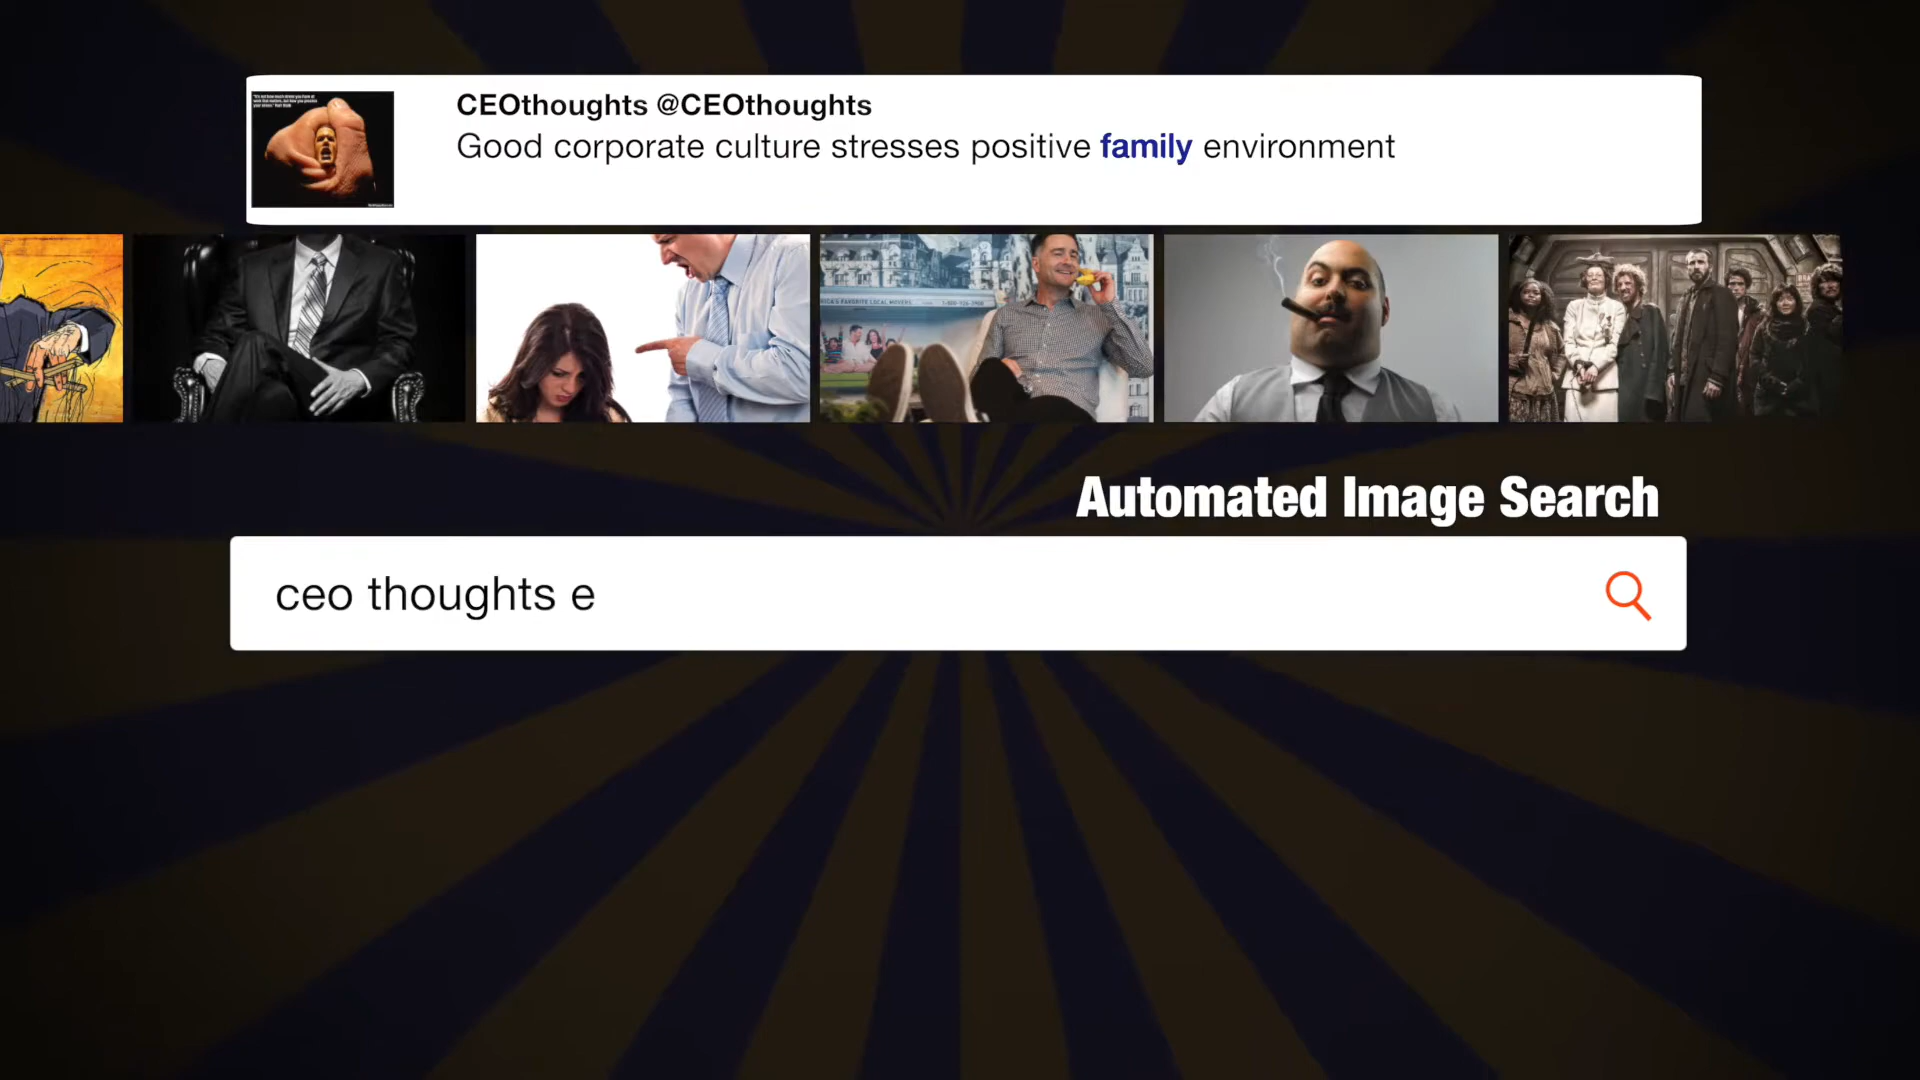 CEOthoughts @CEOthoughts
Good corporate culture stresses positive family environment
Automated Image Search
ceo thoughts e